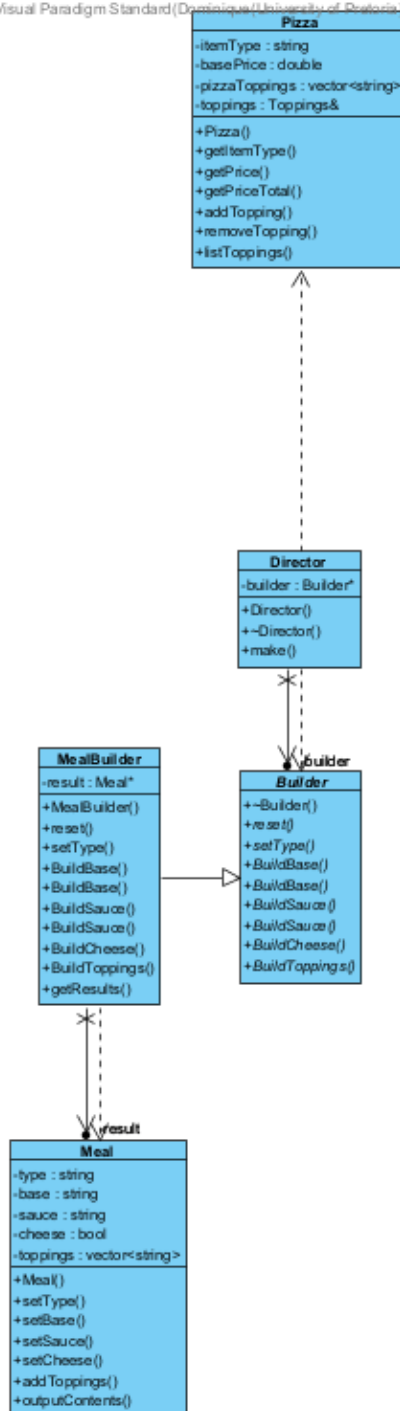 Visual Paradigm Standard(Dominique(University of Pretoria
Pizza
-itemType : string
-basePrice : double
-pizzaToppings : vector<string>
-toppings : Toppings&
+Pizza()
+getItemType()
+getPrice()
+getPriceTotal()
+addTopping()
+removeTopping()
+listToppings()
Director
-builder : Builder*
+Director()
+~Director()
+make()
builder
MealBuilder
-result : Meal*
+MealBuilder()
+reset()
+setType()
+BuildBase()
+BuildBase()
+BuildSauce()
+BuildSauce()
+BuildCheese()
+BuildToppings()
+getResults()
Builder
+~Builder()
+reset()
+setType()
+BuildBase()
+BuildBase()
+BuildSauce()
+BuildSauce()
+BuildCheese()
+BuildToppings()
result
Meal
-type : string
-base : string
-sauce : string
-cheese : bool
-toppings : vector<string>
+Meal()
+setType()
+setBase()
+setSauce()
+setCheese()
+addToppings()
+outputContents()